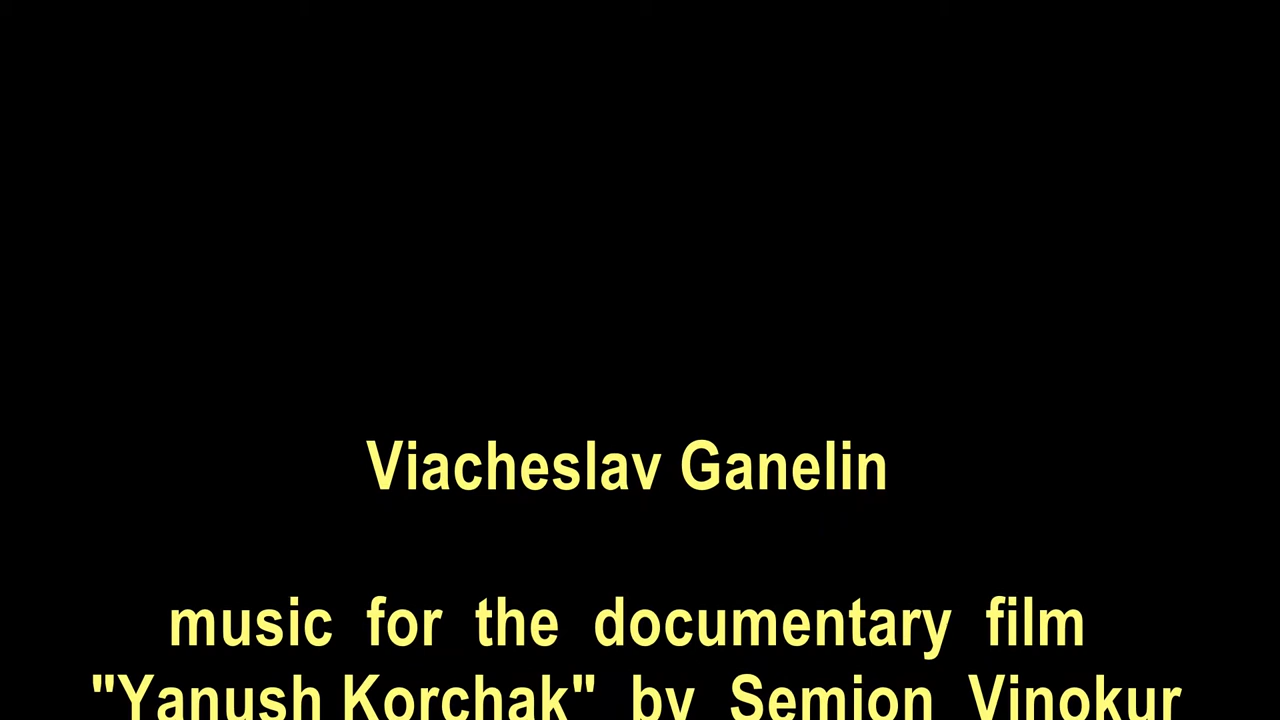 Viacheslav Ganelin
music for the documentary film
"Yanush Korchak" by Semion Vinokur